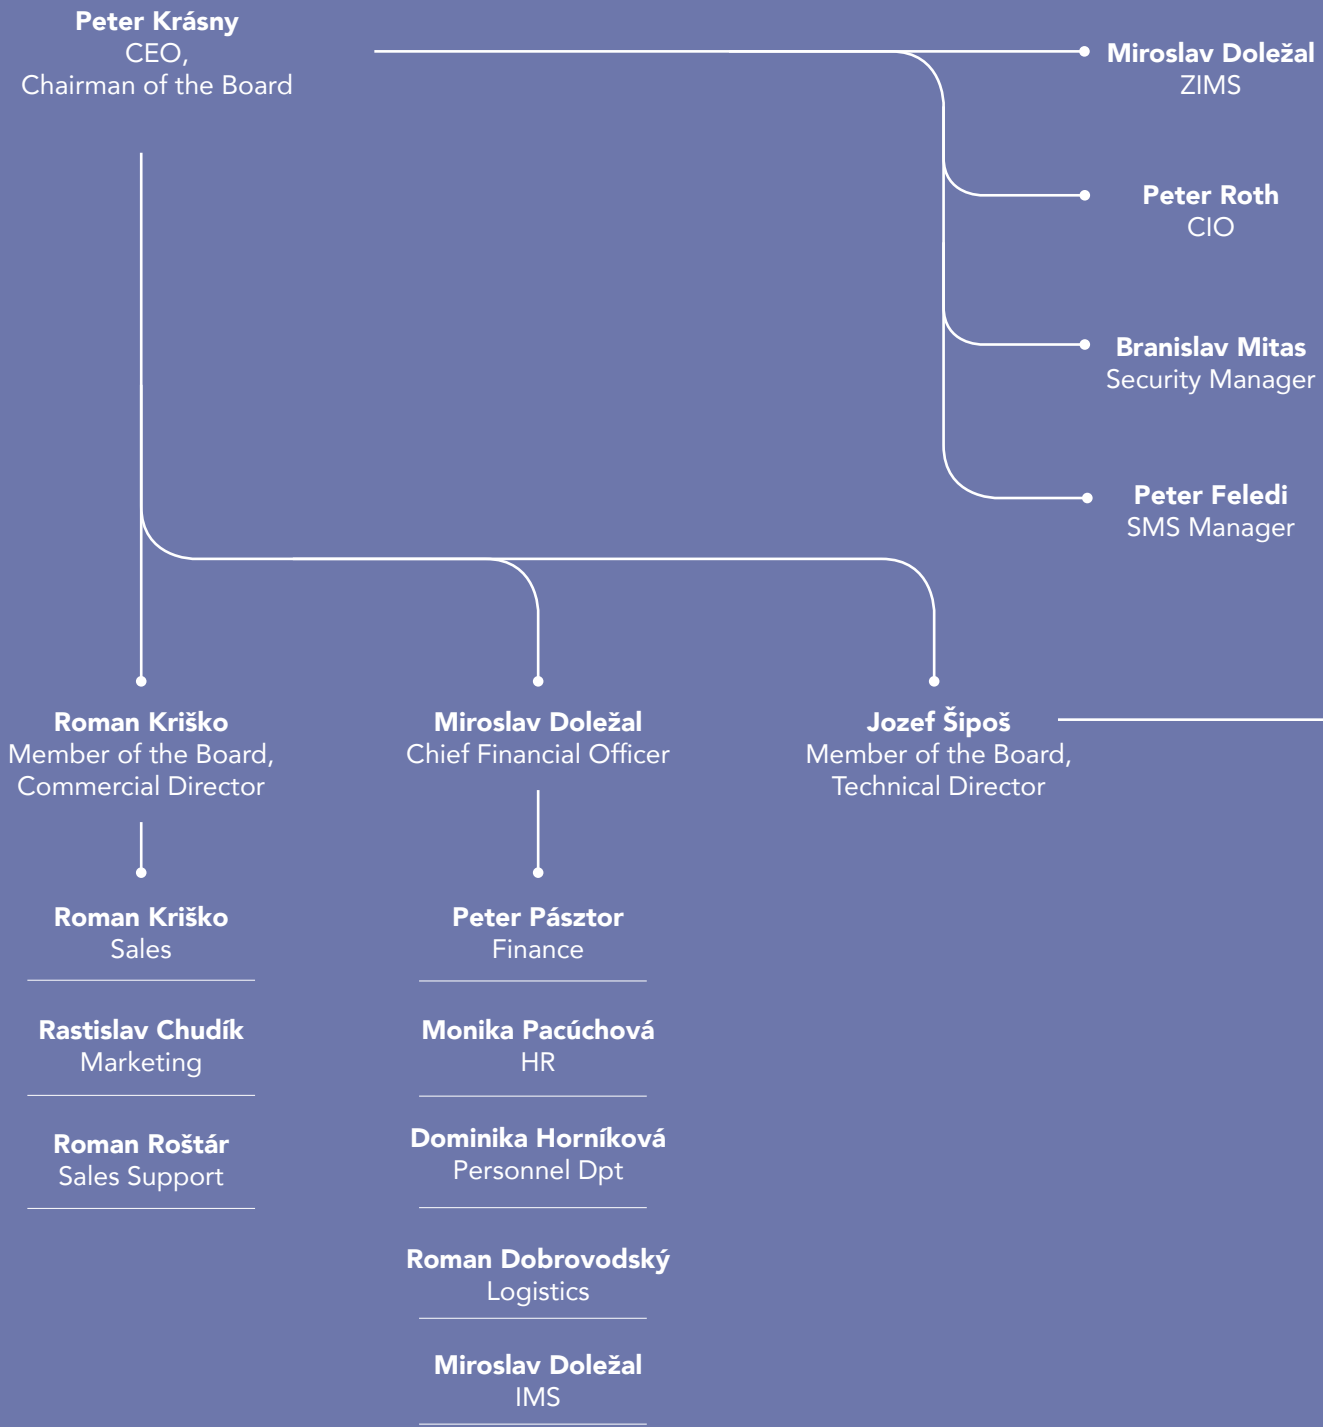 Peter Krásny
CEO,
Chairman of the Board
Miroslav Doležal
ZIMS
Peter Roth
CIO
Branislav Mitas
Security Manager
Peter Feledi
SMS Manager
Roman Kriško
Member of the Board,
Commercial Director
Miroslav Doležal
Chief Financial Officer
Jozef Šipoš
Member of the Board,
Technical Director
Roman Kriško
Sales
Rastislav Chudík
Marketing
Roman Roštár
Sales Support
Peter Pásztor
Finance
Monika Pacúchová
HR
Dominika Horníková
Personnel Dpt
Roman Dobrovodský
Logistics
Miroslav Doležal
IMS